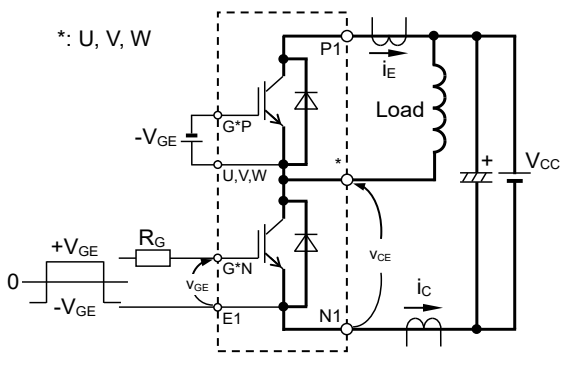 *: U, V, W
P1
iE
Load
-VGE
G*P
U,V,W
*
+
VCC
+VGE
0
-VGE
RG
vGE
G*N
E1
vCE
N1
iC